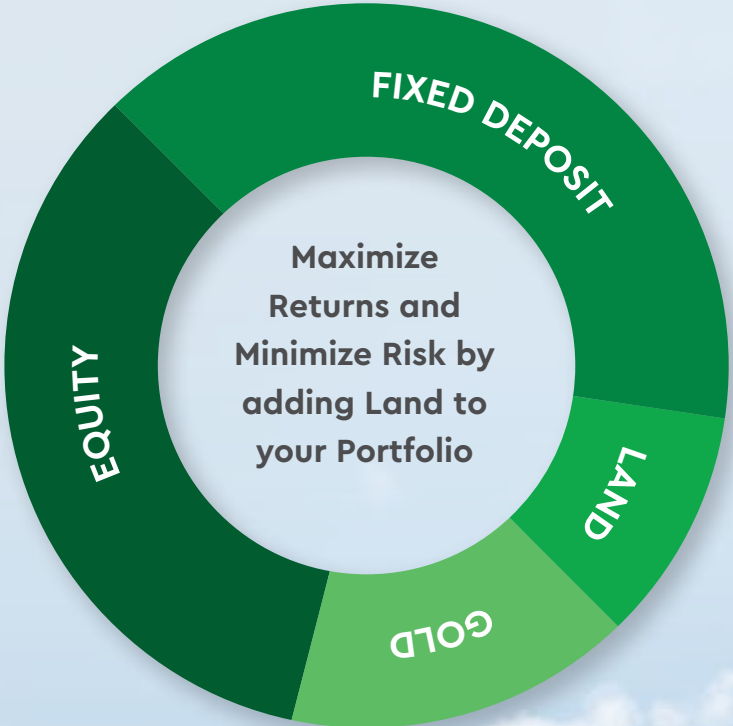 FIXED DEPOSIT
Maximize
Returns and
Minimize Risk by
adding Land to
your Portfolio
EQUITY
LAND
GOLD